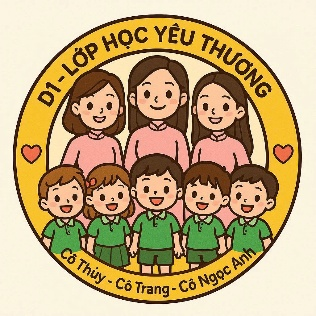 D1 - LỚP HỌC YÊU THƯƠNG
Cô Thủy - Cô Trang - Cô Ngọc Anh